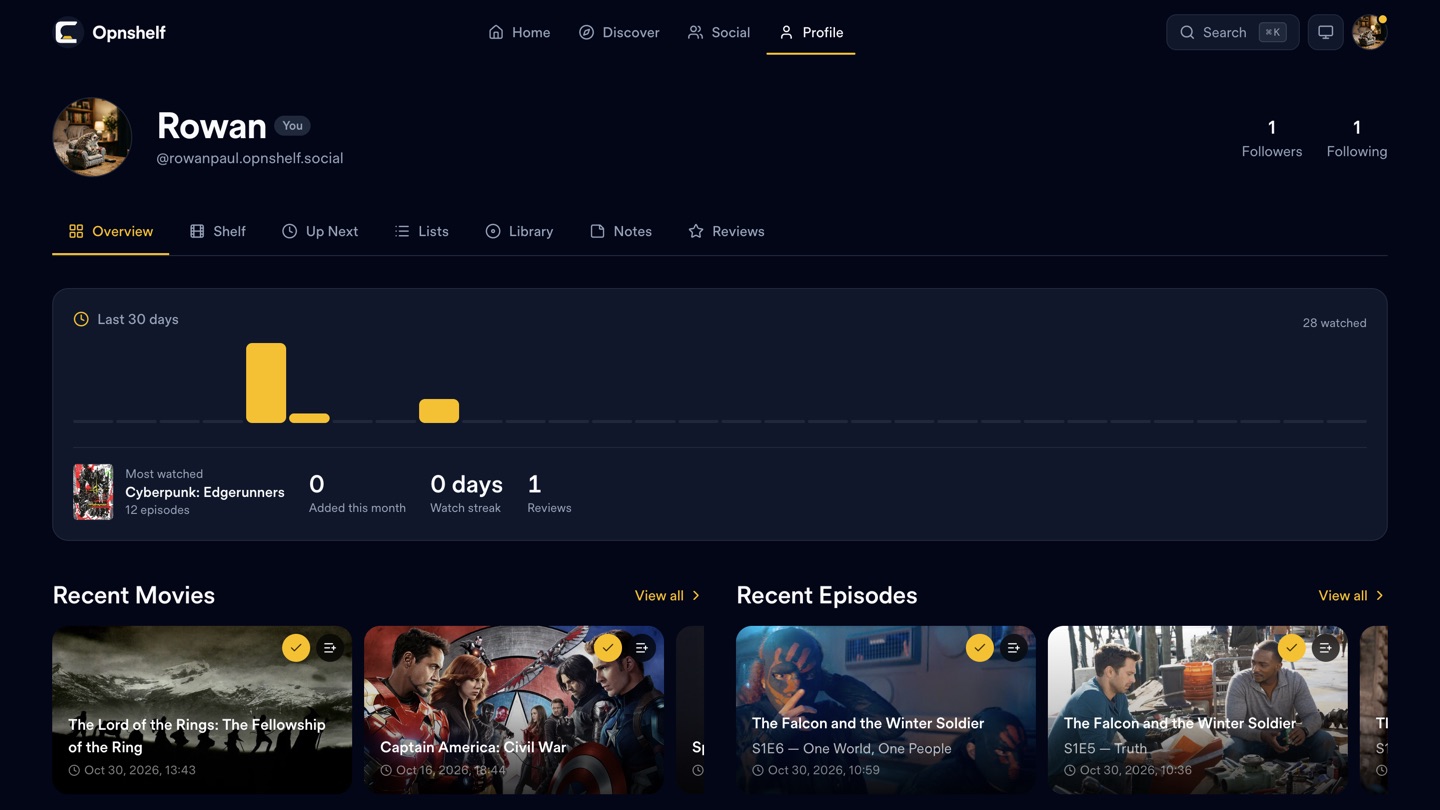 Opnshelf
Home
Discover
Social
Profile
Search
⌘K
Rowan
You
@rowanpaul.opnshelf.social
1
Followers
1
Following
Overview
Shelf
Up Next
Lists
Library
Notes
Reviews
Last 30 days
28 watched
Most watched
Cyberpunk: Edgerunners
12 episodes
0
Added this month
0 days
Watch streak
1
Reviews
Recent Movies
View all
The Lord of the Rings: The Fellowship
of the Ring
Oct 30, 2026, 13:43
Captain America: Civil War
Oct 16, 2026, 18:44
Sp
Recent Episodes
View all
The Falcon and the Winter Soldier
S1E6 — One World, One People
Oct 30, 2026, 10:59
The Falcon and the Winter Soldier
S1E5 — Truth
Oct 30, 2026, 10:36